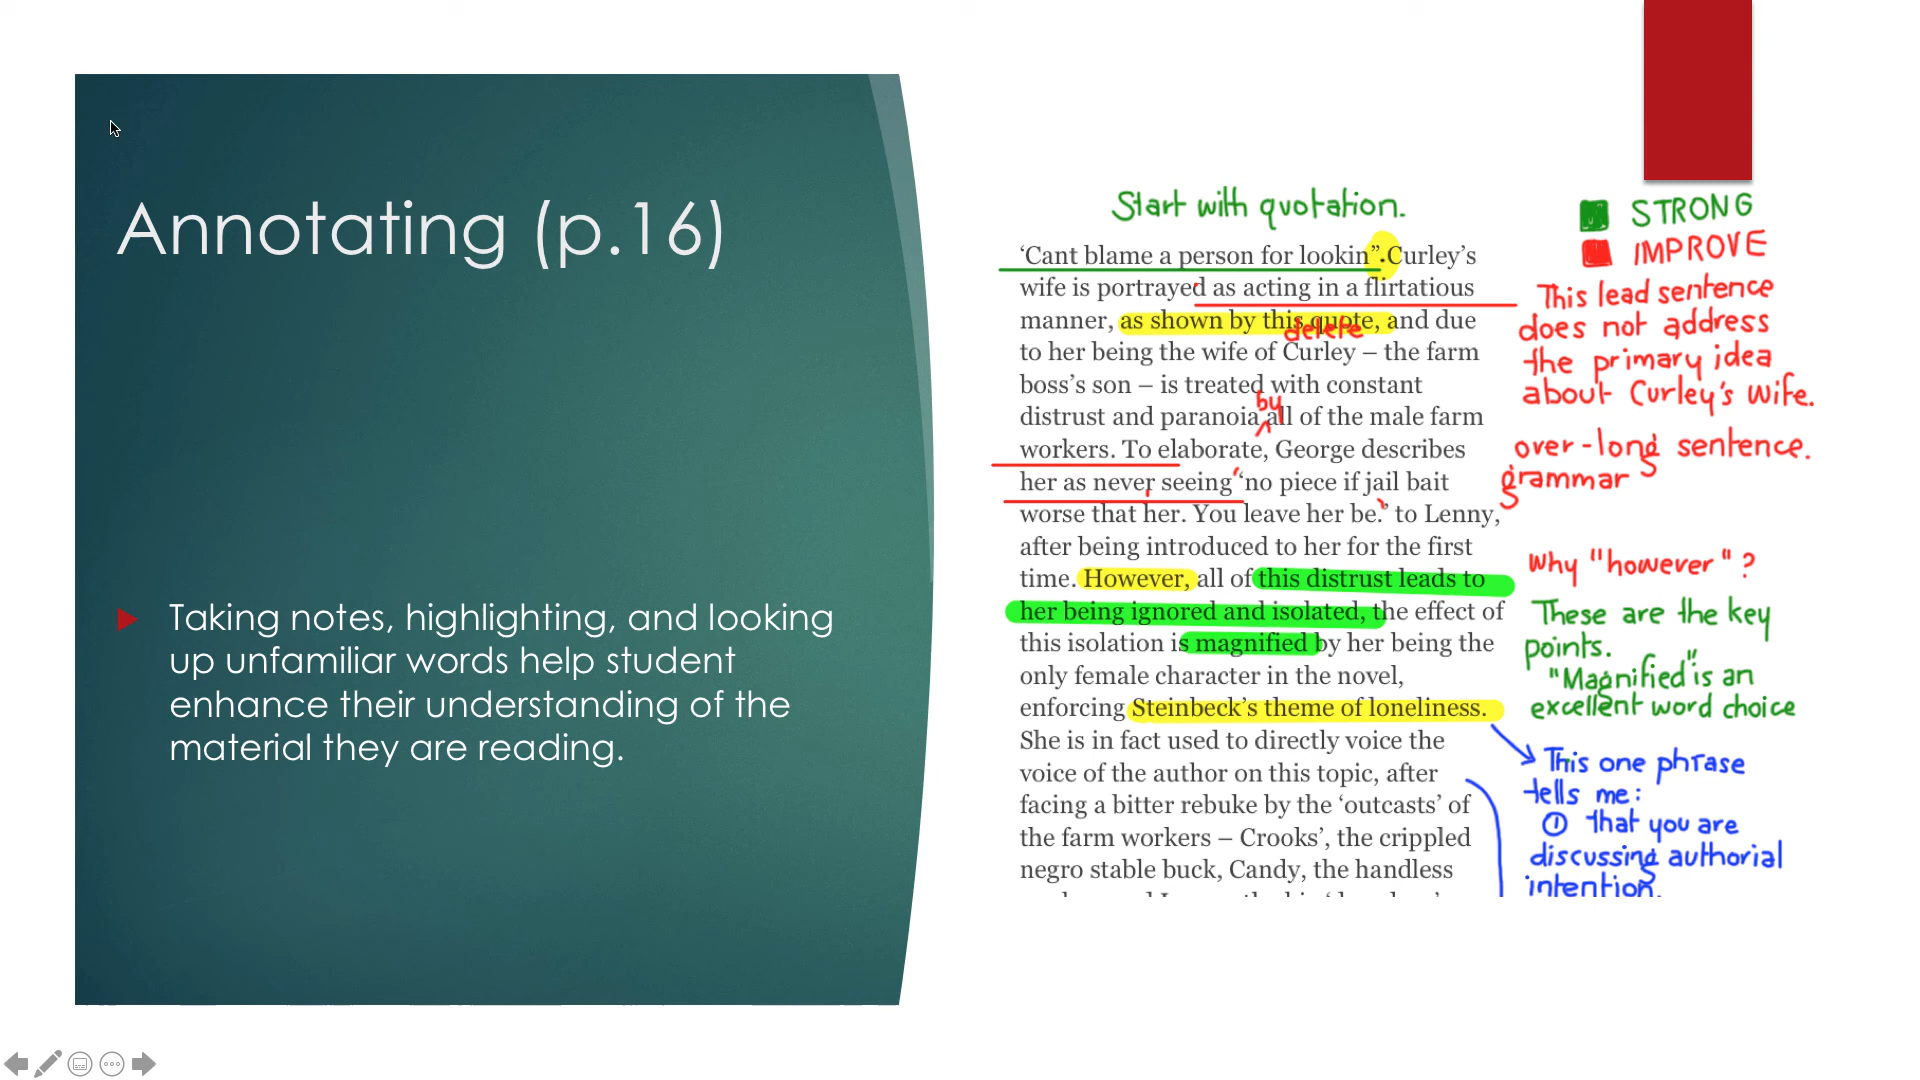 Annotating (p.16)
Taking notes, highlighting, and looking
up unfamiliar words help student
enhance their understanding of the
material they are reading.
Start with quotation.
‘Cant blame a person for lookin”.Curley’s
wife is portrayed as acting in a flirtatious
manner, as shown by this quote, and due
delete
to her being the wife of Curley – the farm
boss’s son – is treated with constant
by
distrust and paranoia all of the male farm
workers. To elaborate, George describes
her as never seeing “‘no piece if jail bait
worse that her. You leave her be.’ to Lenny,
after being introduced to her for the first
time. However, all of this distrust leads to
her being ignored and isolated, the effect of
this isolation is magnified by her being the
only female character in the novel,
enforcing Steinbeck’s theme of loneliness.
She is in fact used to directly voice the
voice of the author on this topic, after
facing a bitter rebuke by the ‘outcasts’ of
the farm workers – Crooks’, the crippled
negro stable buck, Candy, the handless
STRONG
IMPROVE
This lead sentence
does not address
the primary idea
about Curley's wife.
over-long sentence.
grammar
Why "however"?
These are the key
points.
"Magnified" is an
excellent word choice
This one phrase
tells me:
① that you are
discussing authorial
intention.